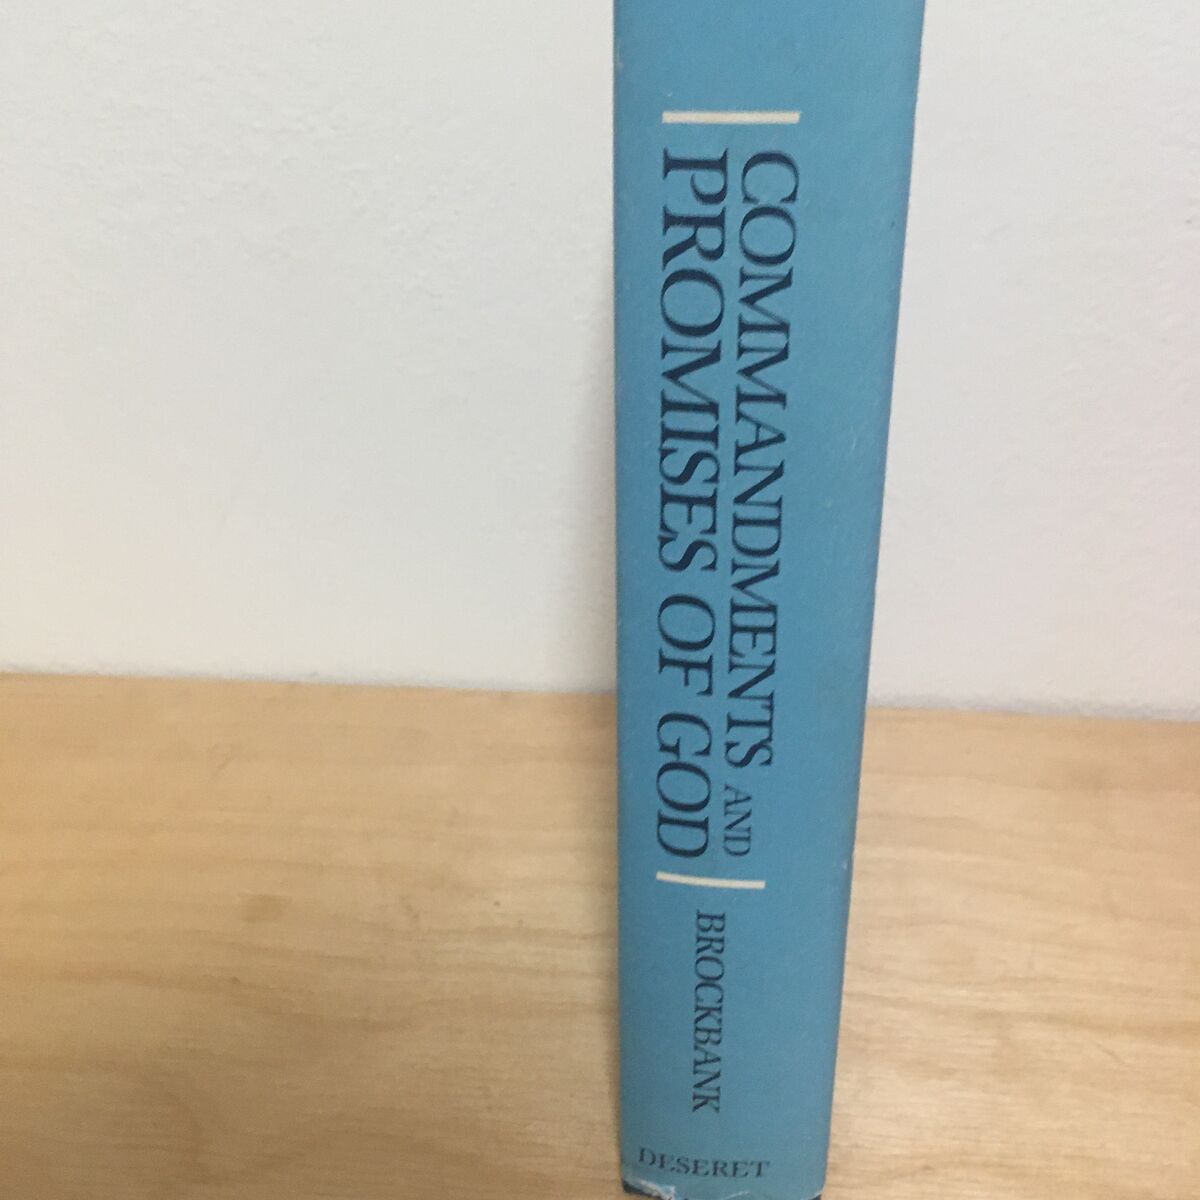 COMMANDMENTS AND
PROMISES OF GOD
BROCKBANK
DESERET